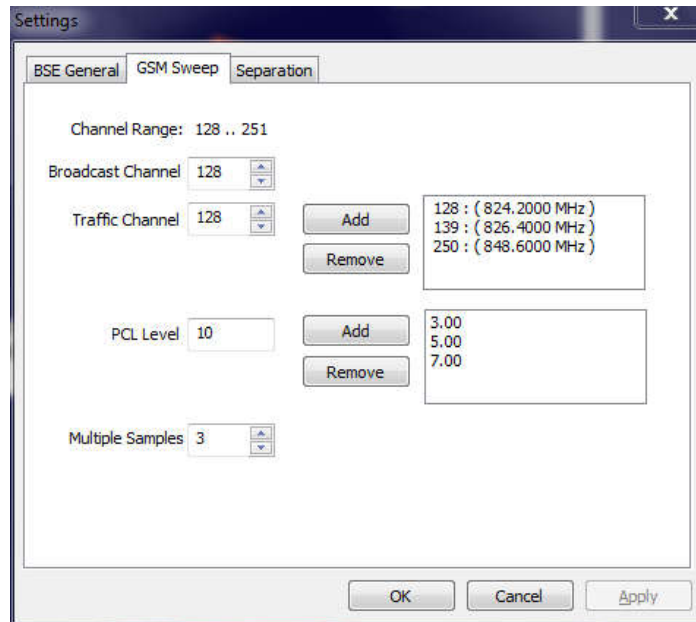 Settings
x
BSE General GSM Sweep Separation
Channel Range: 128 .. 251
Broadcast Channel 128
Traffic Channel 128 Add
Remove
128 : ( 824.2000 MHz )
139 : ( 826.4000 MHz )
250 : ( 848.6000 MHz )
PCL Level 10 Add
Remove
3.00
5.00
7.00
Multiple Samples 3
OK Cancel Apply